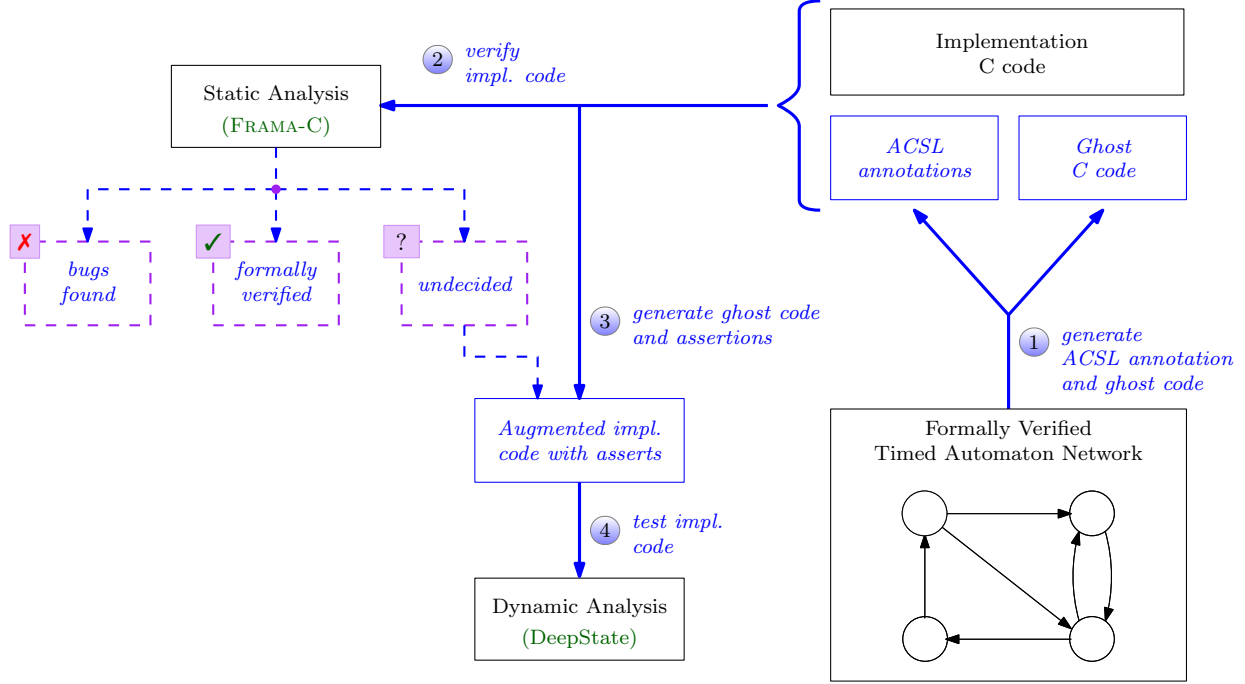 Implementation
C code
2
verify
impl. code
Static Analysis
(FRAMA-C)
ACSL
annotations
Ghost
C code
✗
bugs
found
✓
formally
verified
?
undecided
3
generate ghost code
and assertions
1
generate
ACSL annotation
and ghost code
Augmented impl.
code with asserts
Formally Verified
Timed Automaton Network
4
test impl.
code
Dynamic Analysis
(DeepState)